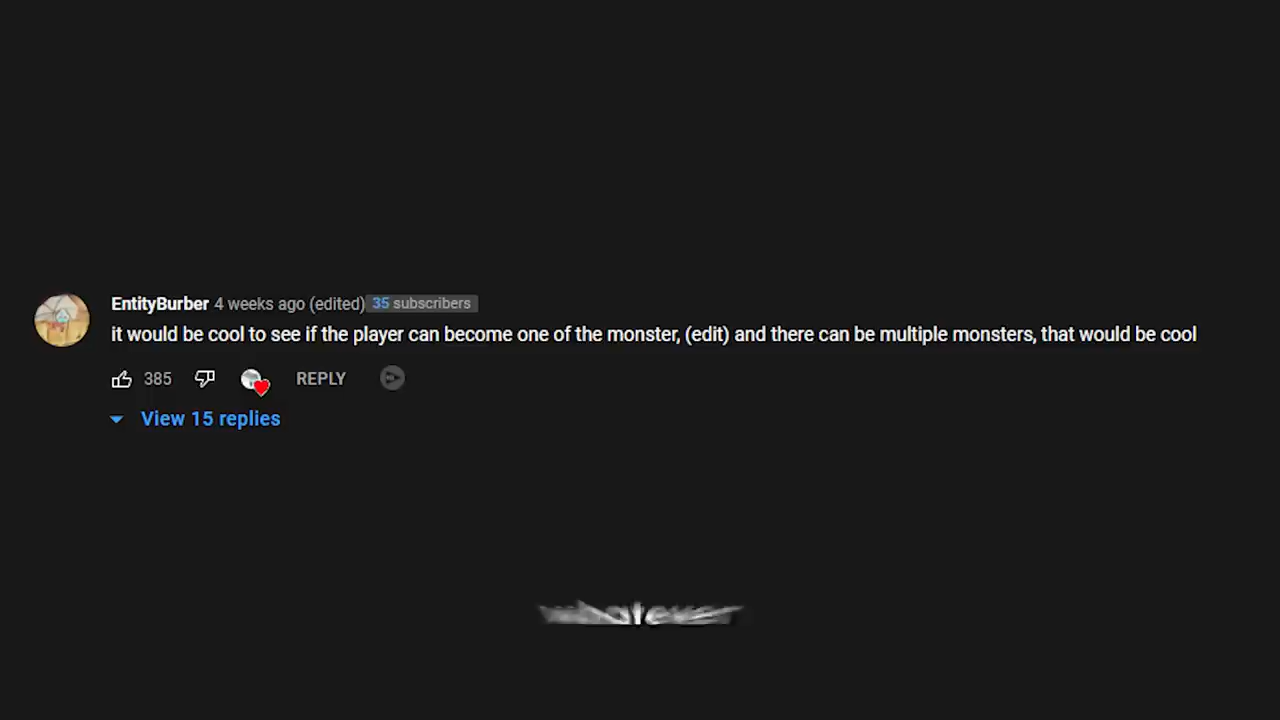 EntityBurber 4 weeks ago (edited) 35 subscribers
it would be cool to see if the player can become one of the monster, (edit) and there can be multiple monsters, that would be cool
385 REPLY
View 15 replies
whatever